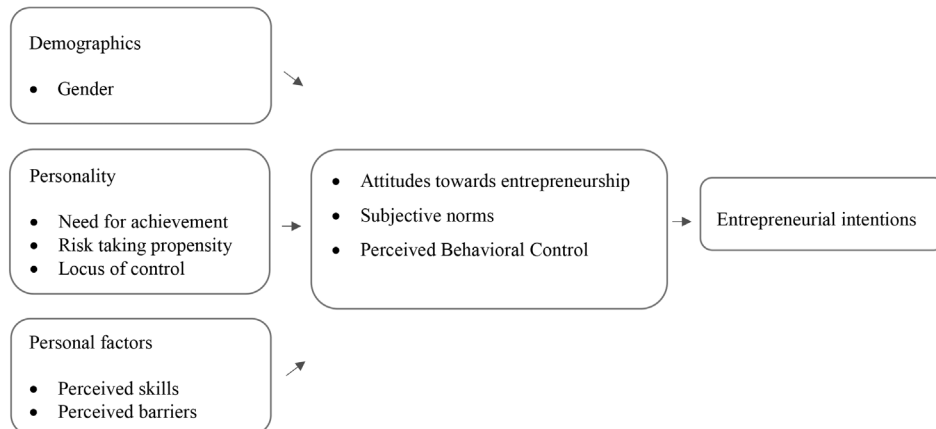 Demographics
• Gender
Personality
• Need for achievement
• Risk taking propensity
• Locus of control
Personal factors
• Perceived skills
• Perceived barriers
• Attitudes towards entrepreneurship
• Subjective norms
• Perceived Behavioral Control
Entrepreneurial intentions